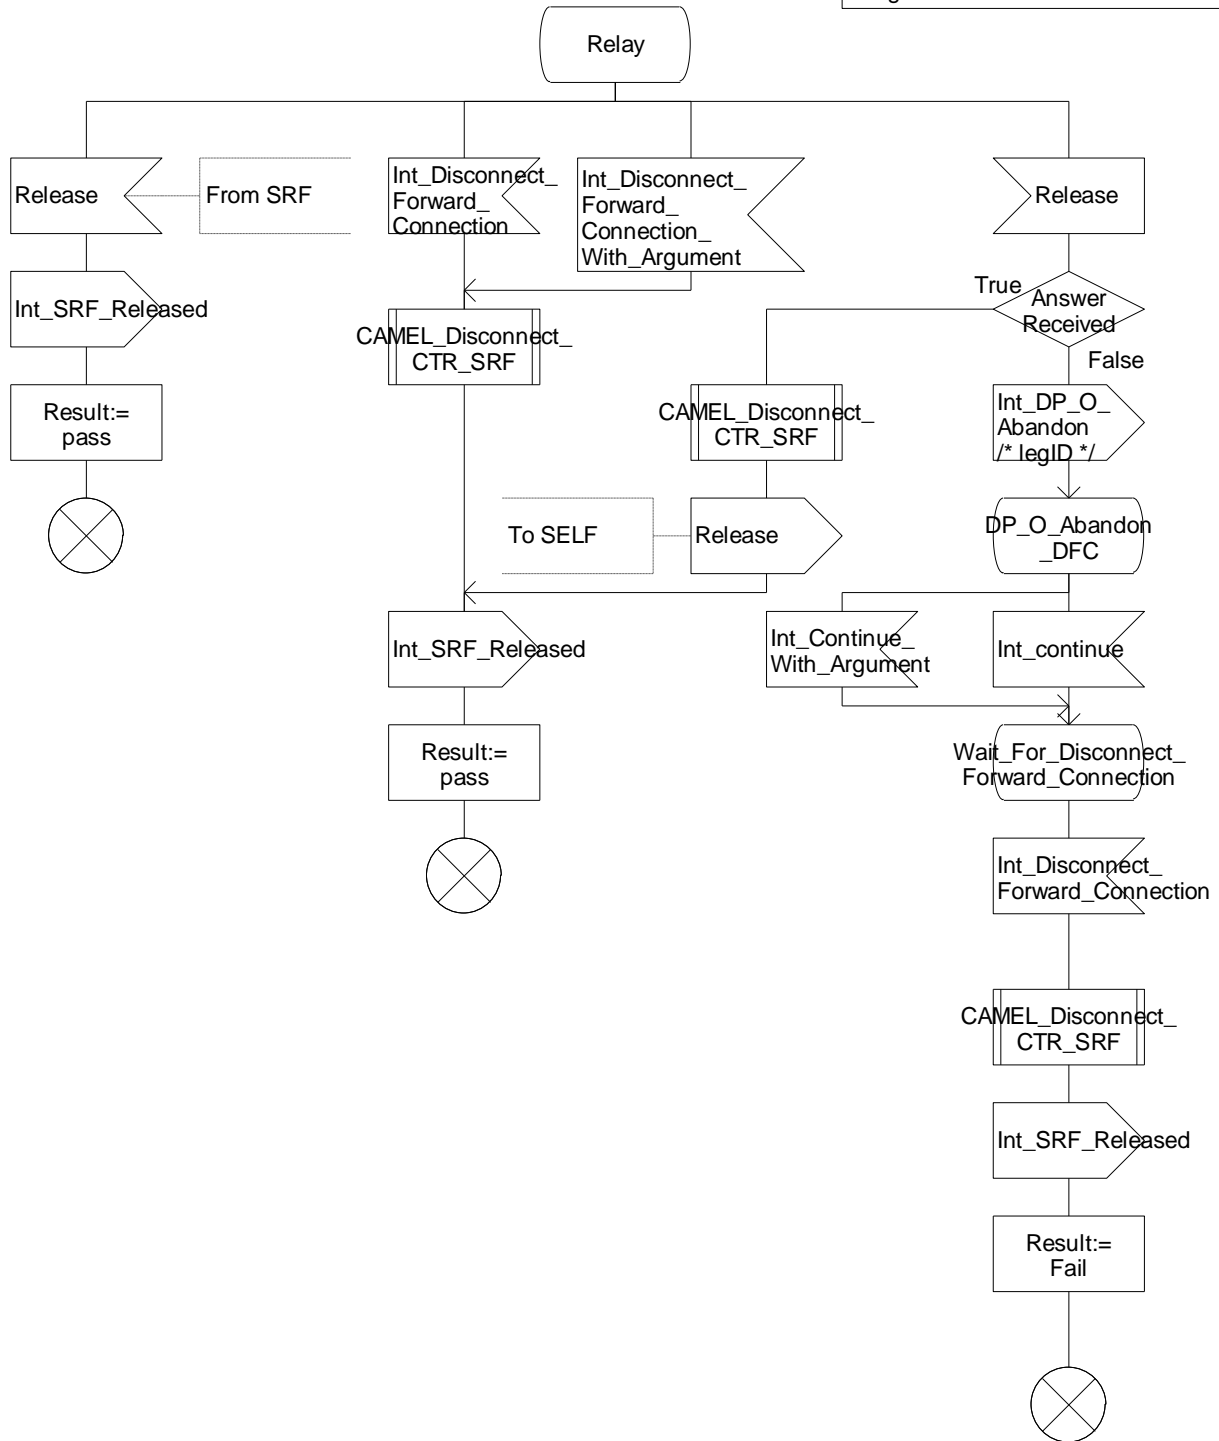 Relay
Release
From SRF
Int_Disconnect_
Forward_
Connection
Int_Disconnect_
Forward_
Connection_
With_Argument
Release
Int_SRF_Released
True
Answer
Received
False
CAMEL_Disconnect_
CTR_SRF
Result:=
pass
CAMEL_Disconnect_
CTR_SRF
Int_DP_O_
Abandon
/* legID */
To SELF
Release
DP_O_Abandon
_DFC
Int_SRF_Released
Int_Continue_
With_Argument
Int_continue
Result:=
pass
Wait_For_Disconnect_
Forward_Connection
Int_Disconnect_
Forward_Connection
CAMEL_Disconnect_
CTR_SRF
Int_SRF_Released
Result:=
Fail